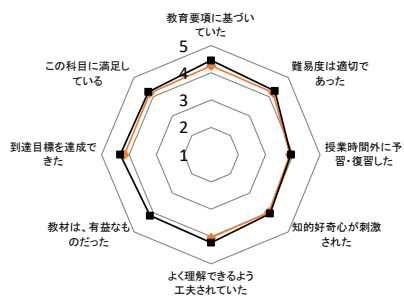 教育要項に基づい
ていた
難易度は適切で
あった
授業時間外に予
習・復習した
知的好奇心が刺激
された
よく理解できるよう
工夫されていた
教材は、有益なも
のだった
到達目標を達成で
きた
この科目に満足し
ている
5
4
3
2
1